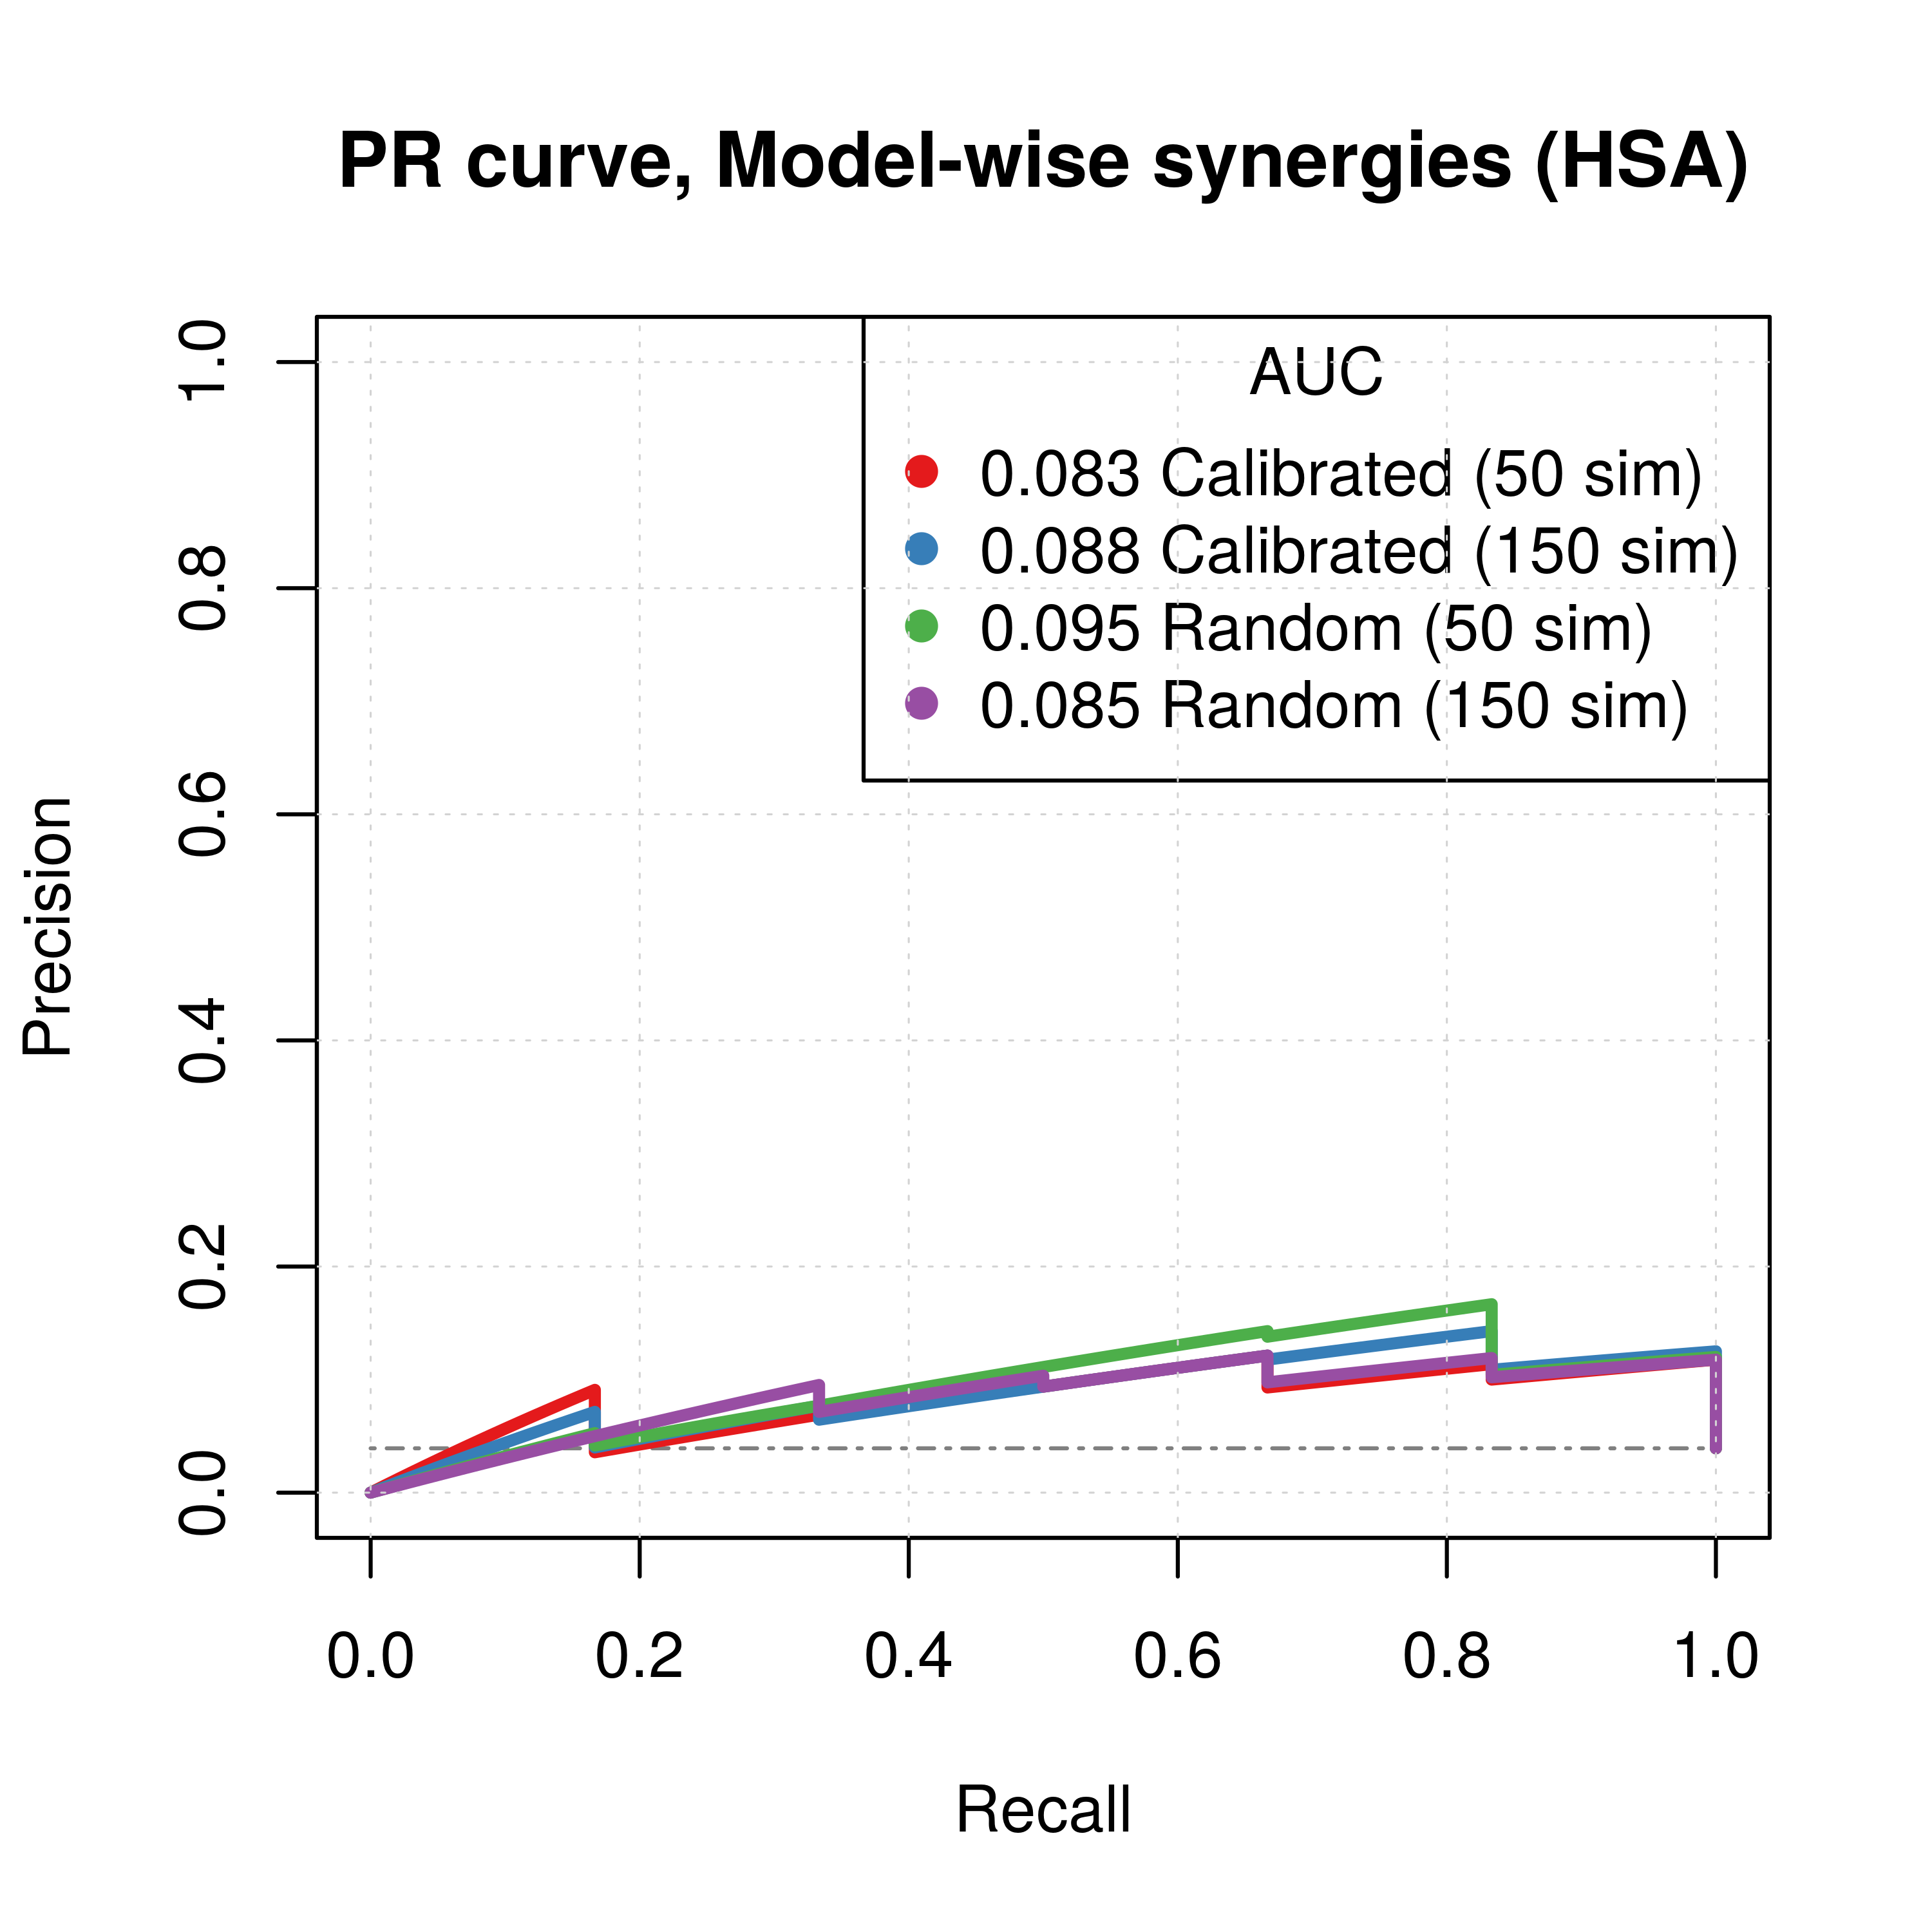 PR curve, Model-wise synergies (HSA)
AUC
0.083 Calibrated (50 sim)
0.088 Calibrated (150 sim)
0.095 Random (50 sim)
0.085 Random (150 sim)
Precision
1.0
0.8
0.6
0.4
0.2
0.0
0.0 0.2 0.4 0.6 0.8 1.0
Recall